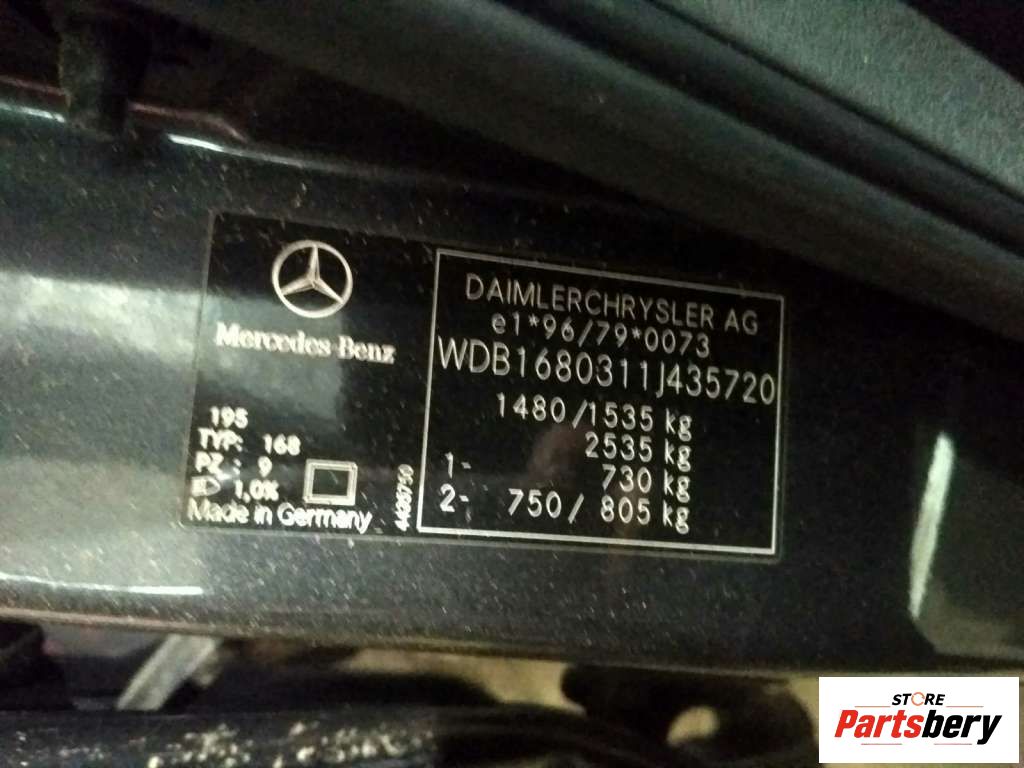 Mercedes-Benz
195
TYP: 168
PZ : 9
1,0%
Made in Germany
DAIMLERCHRYSLER AG
e1*96/79*0073
WDB1680311J435720
1480/1535 kg
2535 kg
1- 730 kg
2- 750/ 805 kg
STORE
Partsbery